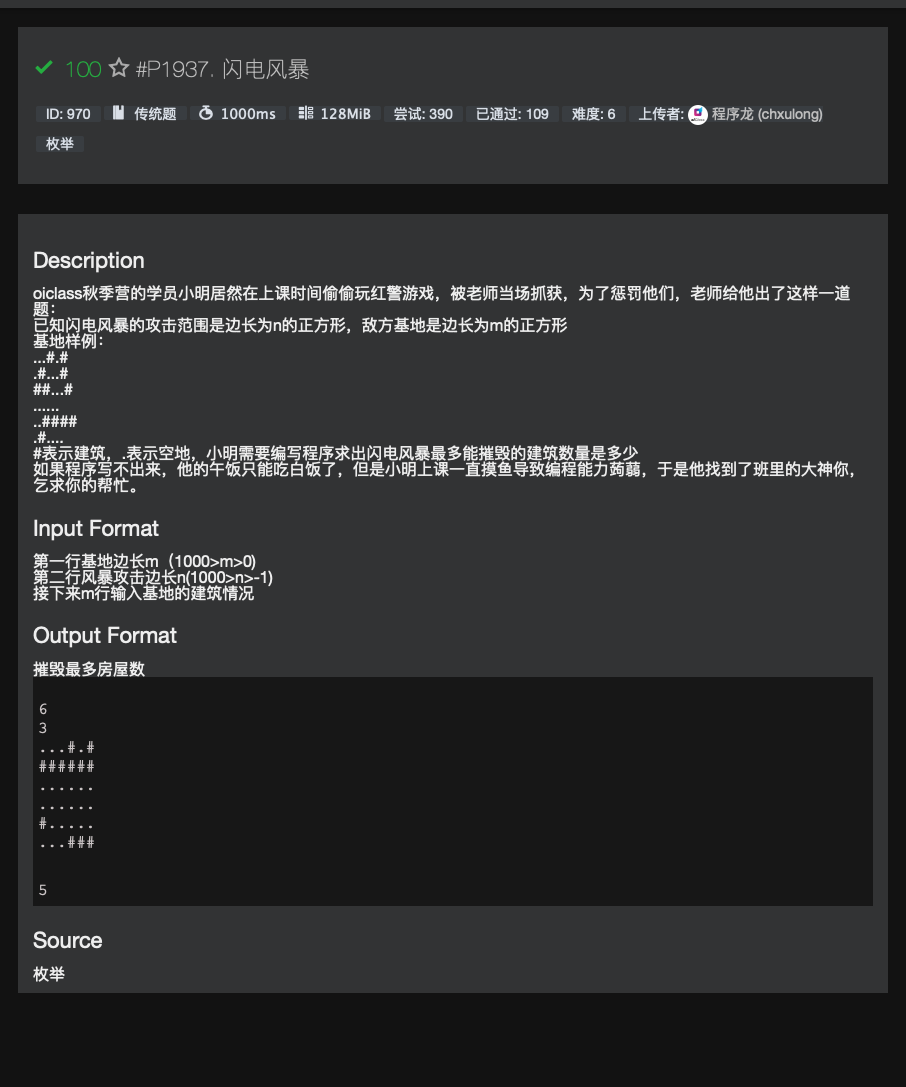 100 #P1937. 闪电风暴
ID: 970 传统题 1000ms 128MiB 尝试: 390 已通过: 109 难度: 6 上传者: 程序龙 (chxulong)
枚举
Description
oiclass秋季营的学员小明居然在上课时间偷偷玩红警游戏，被老师当场抓获，为了惩罚他们，老师给他出了这样一道
题：
已知闪电风暴的攻击范围是边长为n的正方形，敌方基地是边长为m的正方形
基地样例：
...#.#
.#...#
##...#
......
..####
.#....
#表示建筑，.表示空地，小明需要编写程序求出闪电风暴最多能摧毁的建筑数量是多少
如果程序写不出来，他的午饭只能吃白饭了，但是小明上课一直摸鱼导致编程能力蒟蒻，于是他找到了班里的大神你，
乞求你的帮忙。
Input Format
第一行基地边长m（1000>m>0)
第二行风暴攻击边长n(1000>n>-1)
接下来m行输入基地的建筑情况
Output Format
摧毁最多房屋数
6
3
...#.#
######
......
......
#.....
...###
5
Source
枚举